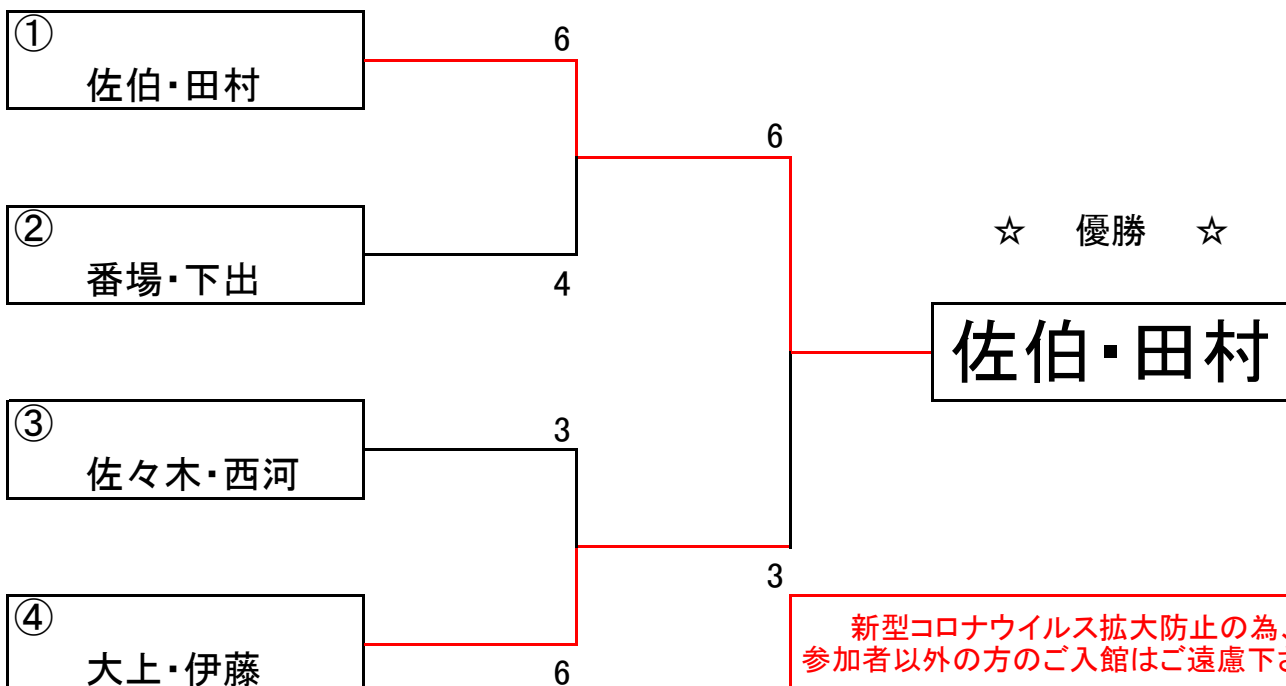 ①
佐伯・田村
6
②
番場・下出
4
6
③
佐々木・西河
3
④
大上・伊藤
6
3
☆ 優勝 ☆
佐伯・田村
新型コロナウイルス拡大防止の為、
参加者以外の方のご入館はご遠慮下さ